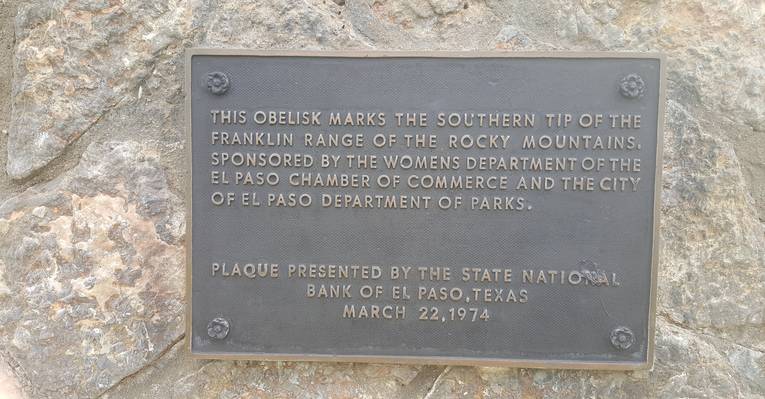 THIS OBELISK MARKS THE SOUTHERN TIP OF THE
FRANKLIN RANGE OF THE ROCKY MOUNTAINS.
SPONSORED BY THE WOMENS DEPARTMENT OF THE
EL PASO CHAMBER OF COMMERCE AND THE CITY
OF EL PASO DEPARTMENT OF PARKS.
PLAQUE PRESENTED BY THE STATE NATIONAL
BANK OF EL PASO, TEXAS
MARCH 22, 1974